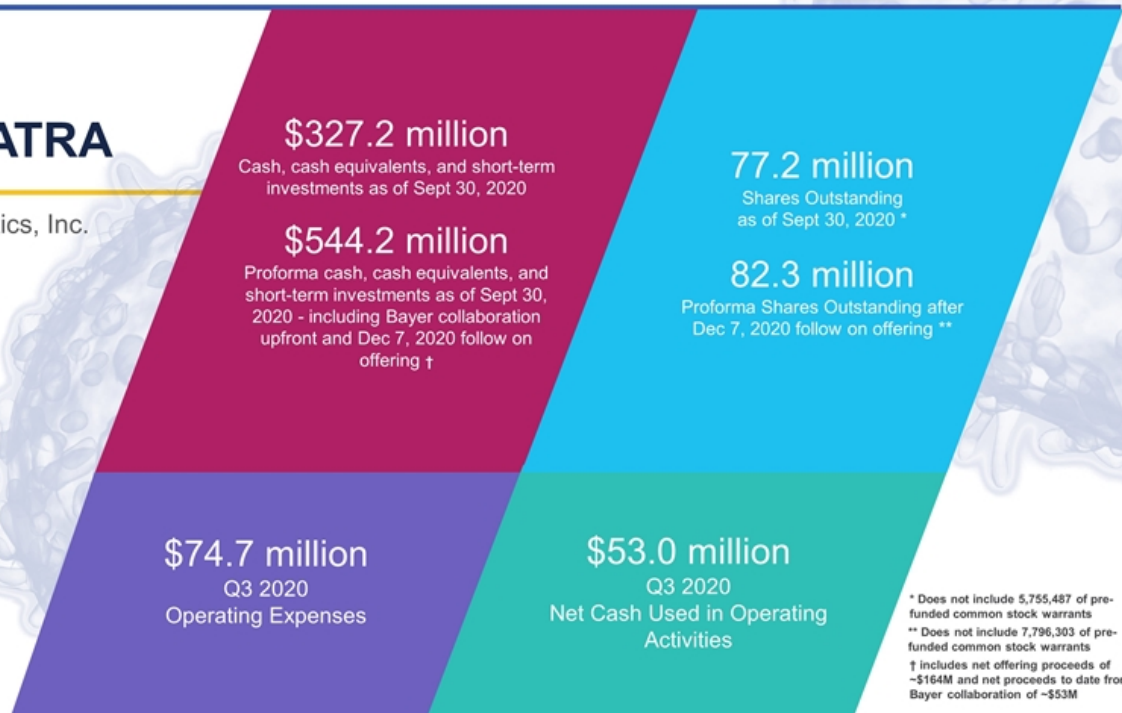 ATRA
ics, Inc.
$327.2 million
Cash, cash equivalents, and short-term
investments as of Sept 30, 2020
$544.2 million
Proforma cash, cash equivalents, and
short-term investments as of Sept 30,
2020 - including Bayer collaboration
upfront and Dec 7, 2020 follow on
offering †
77.2 million
Shares Outstanding
as of Sept 30, 2020 *
82.3 million
Proforma Shares Outstanding after
Dec 7, 2020 follow on offering **
$74.7 million
Q3 2020
Operating Expenses
$53.0 million
Q3 2020
Net Cash Used in Operating
Activities
* Does not include 5,755,487 of pre-
funded common stock warrants
** Does not include 7,796,303 of pre-
funded common stock warrants
† includes net offering proceeds of
~$164M and net proceeds to date from
Bayer collaboration of ~$53M